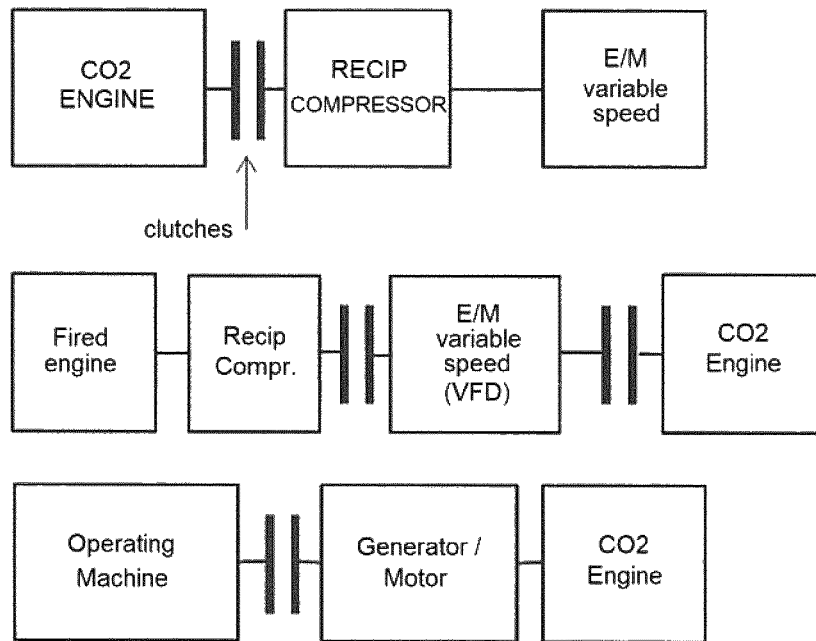 CO2
ENGINE
RECIP
COMPRESSOR
E/M
variable
speed
clutches
Fired
engine
Recip
Compr.
E/M
variable
speed
(VFD)
CO2
Engine
Operating
Machine
Generator /
Motor
CO2
Engine